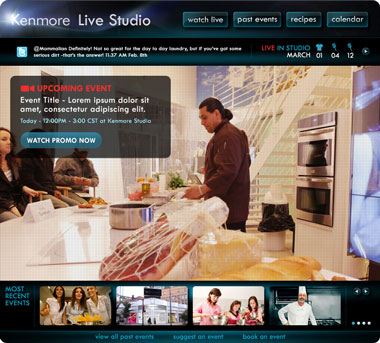 Kenmore Live Studio
watch live
past events
recipes
calendar
@Mammalian Definitely! Not so great for the day to day laundry, but if you've got some
serious dirt -that's the answer! 11:37 AM Feb. 8th
LIVE IN STUDIO
MARCH
01 04 12
UPCOMING EVENT
Event Title - Lorem ipsum dolor sit
amet, consectetur adipiscing elit.
Today - 12:00PM - 3:00 CST at Kenmore Studio
WATCH PROMO NOW
MOST
RECENT
EVENTS
view all past events
suggest an event
book an event